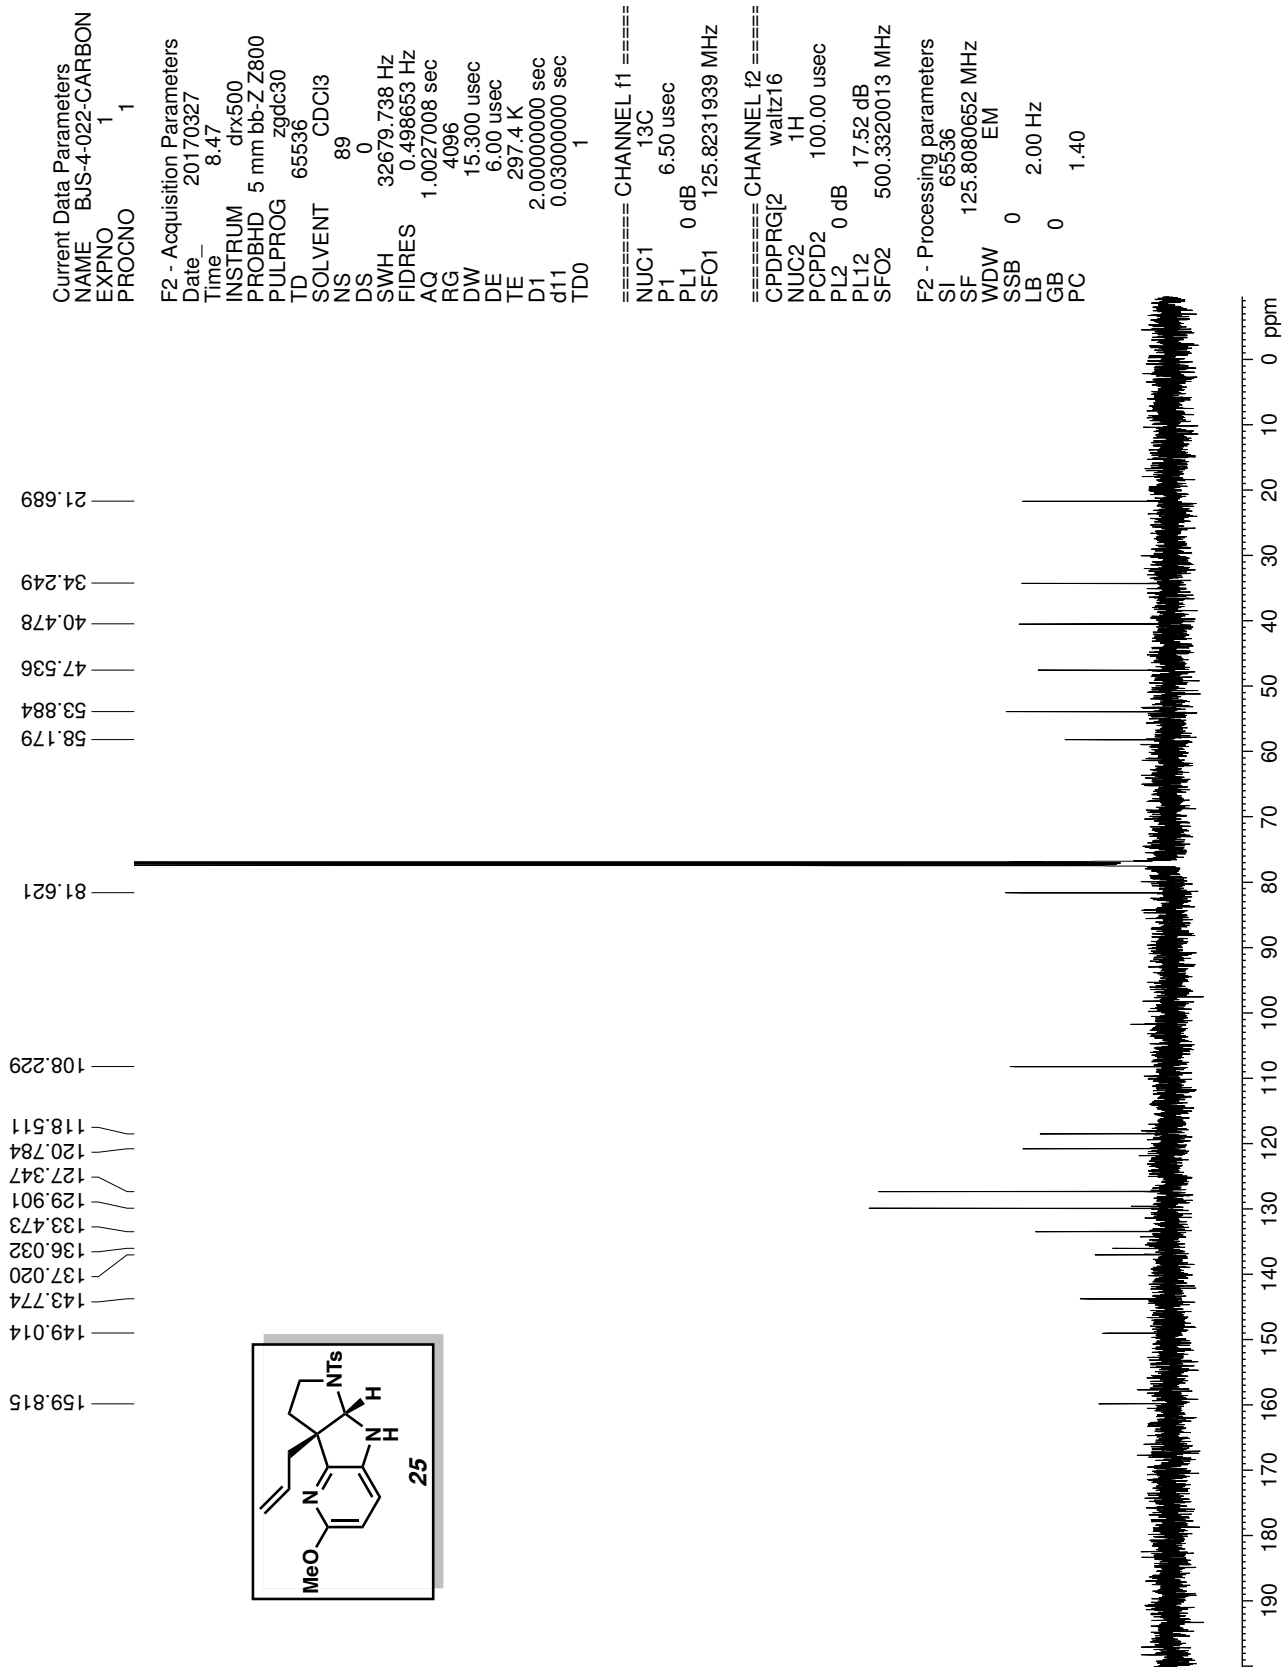 Current Data Parameters
NAME BJS-4-022-CARBON
EXPNO 1
PROCNO 1
F2 - Acquisition Parameters
Date_ 20170327
Time 8.47
INSTRUM drx500
PROBHD 5 mm bb-Z Z800
PULPROG zgdc30
TD 65536
SOLVENT CDCl3
NS 89
DS 0
SWH 32679.738 Hz
FIDRES 0.498653 Hz
AQ 1.0027008 sec
RG 4096
DW 15.300 usec
DE 6.00 usec
TE 297.4 K
D1 2.00000000 sec
d11 0.03000000 sec
TD0 1
======== CHANNEL f1 ========
NUC1 13C
P1 6.50 usec
PL1 0 dB
SFO1 125.8231939 MHz
======== CHANNEL f2 ========
CPDPRG[2 waltz16
NUC2 1H
PCPD2 100.00 usec
PL2 0 dB
PL12 17.52 dB
SFO2 500.3320013 MHz
F2 - Processing parameters
SI 65536
SF 125.8080652 MHz
WDW EM
SSB 0
LB 2.00 Hz
GB 0
PC 1.40
159.815
149.014
143.774
137.020
136.032
133.473
129.901
127.347
120.784
118.511
108.229
81.621
58.179
53.884
47.536
40.478
34.249
21.689
MeO
N
N
H
H
NTs
25
190 180 170 160 150 140 130 120 110 100 90 80 70 60 50 40 30 20 10 0 ppm